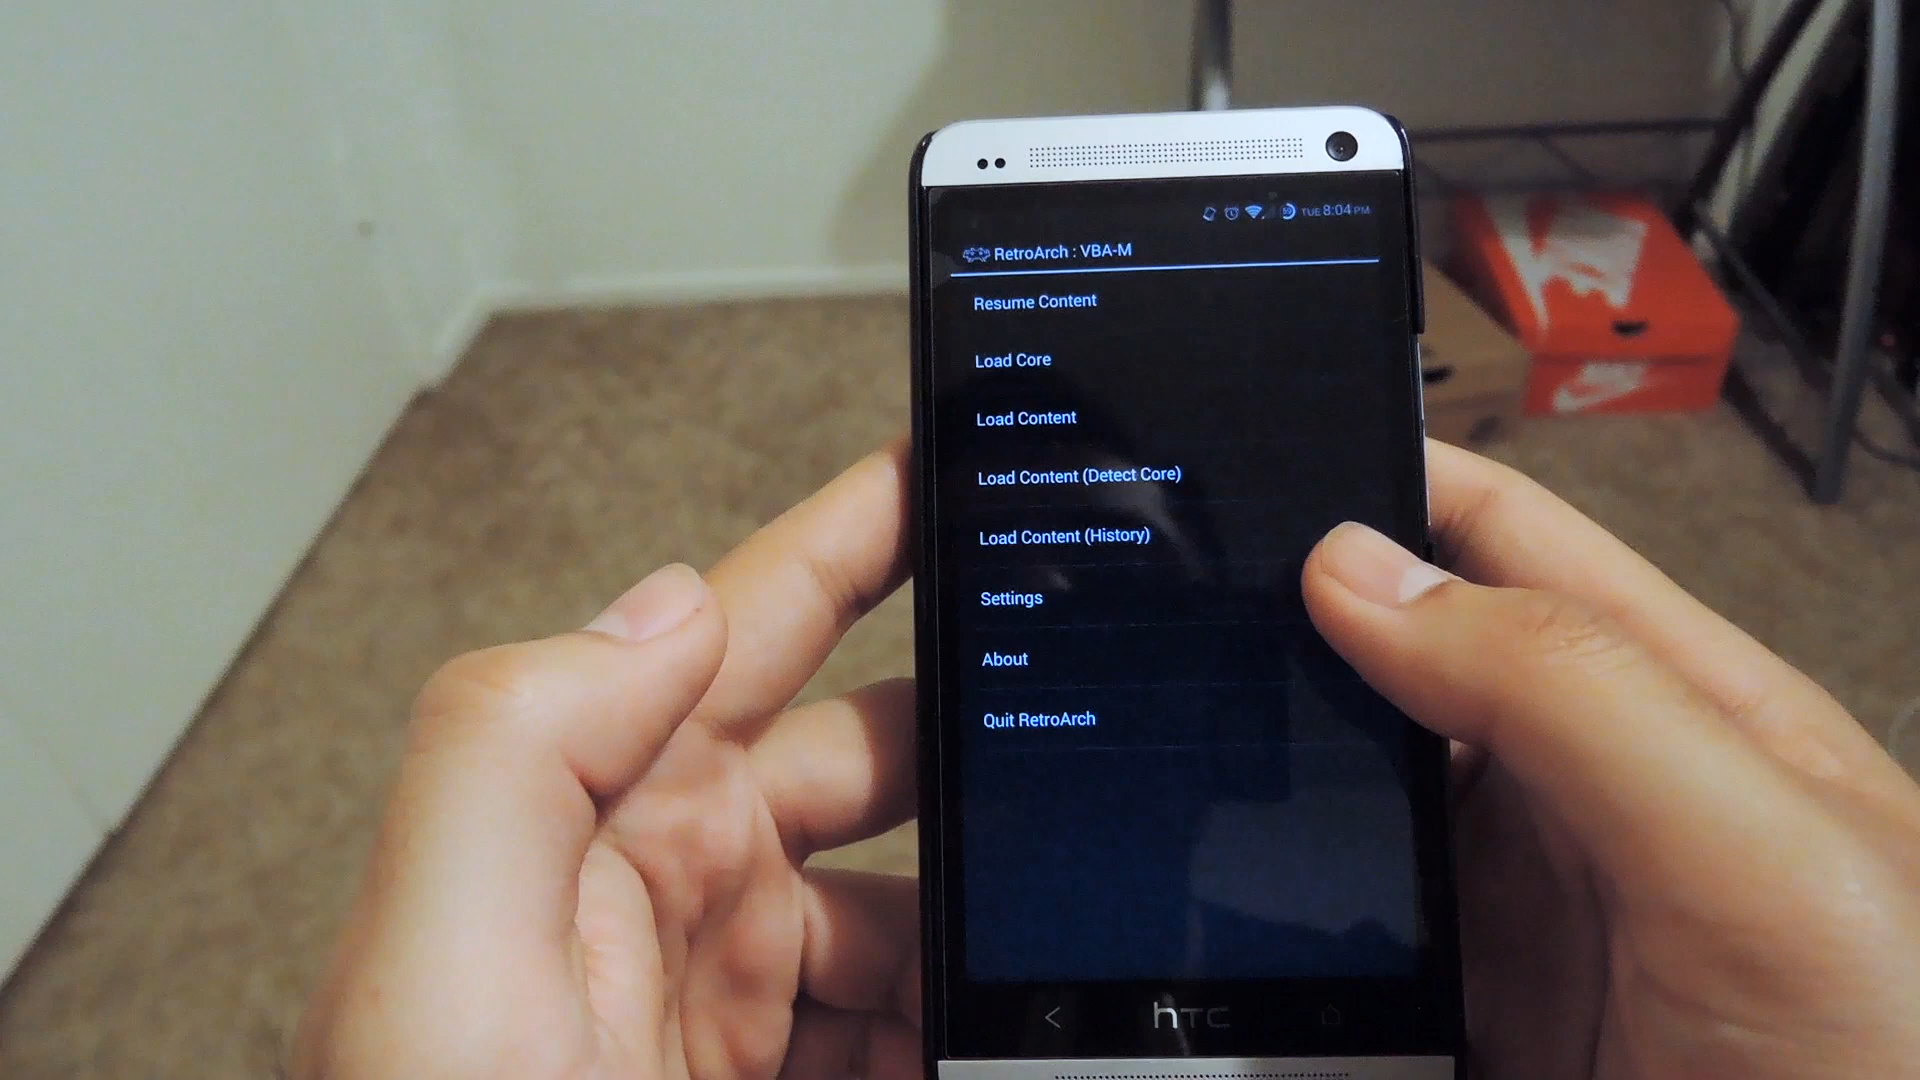 TUE 8:04 PM
RetroArch : VBA-M
Resume Content
Load Core
Load Content
Load Content (Detect Core)
Load Content (History)
Settings
About
Quit RetroArch
hTC